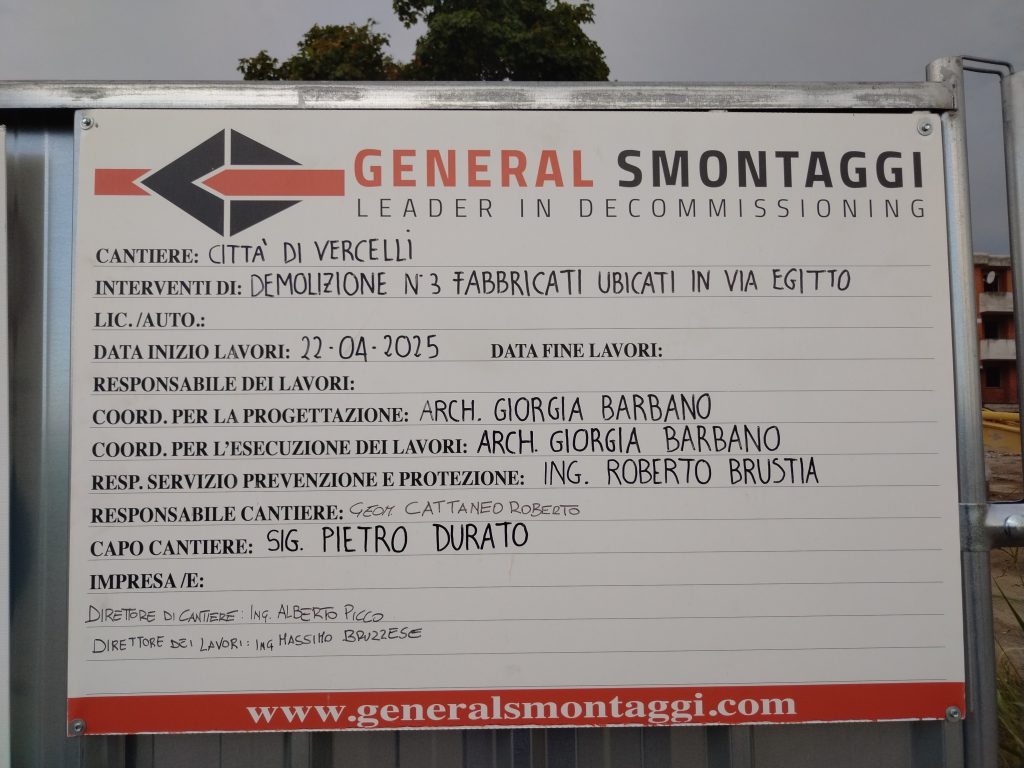 GENERAL SMONTAGGI
LEADER IN DECOMMISSIONING
CANTIERE: CITTÀ DI VERCELLI
INTERVENTI DI: DEMOLIZIONE N° 3 FABBRICATI UBICATI IN VIA EGITTO
LIC. /AUTO.:
DATA INIZIO LAVORI: 22-04-2025 DATA FINE LAVORI:
RESPONSABILE DEI LAVORI:
COORD. PER LA PROGETTAZIONE: ARCH. GIORGIA BARBANO
COORD. PER L'ESECUZIONE DEI LAVORI: ARCH. GIORGIA BARBANO
RESP. SERVIZIO PREVENZIONE E PROTEZIONE: ING. ROBERTO BRUSTIA
RESPONSABILE CANTIERE: GEOM CATTANEO ROBERTO
CAPO CANTIERE: SIG. PIETRO DURATO
IMPRESA /E:
DIRETTORE DI CANTIERE: ING. ALBERTO PICCO
DIRETTORE DEI LAVORI: ING MASSIMO BRUZZESE
www.generalsmontaggi.com